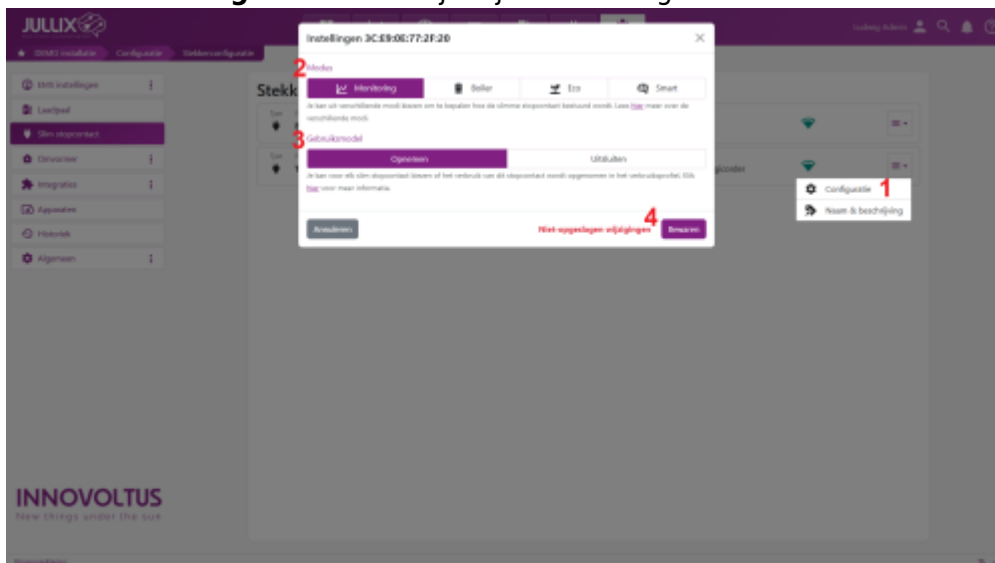 JULLIX
Ludwig Admin
DEMO installatie
Configuratie
Stekkerconfiguratie
EMS instellingen
Laadpaal
Slim stopcontact
Omvormer
Integraties
Apparaten
Historiek
Algemeen
Stekk
Instellingen 3C:E9:0E:77:2F:20
2
Modus
Monitoring
Boiler
Eco
Smart
Je kan uit verschillende modi kiezen om te bepalen hoe de slimme stopcontact bestuurd wordt. Lees hier meer over de
verschillende modi.
3
Gebruiksmodel
Opnemen
Uitsluiten
Je kan voor elk slim stopcontact kiezen of het verbruik van dit stopcontact wordt opgenomen in het verbruiksprofiel. Klik
hier voor meer informatie.
Annuleren
Niet-opgeslagen wijzigingen
4
Bewaren
Configuratie
1
Naam & beschrijving
INNOVOLTUS
New things under the sun